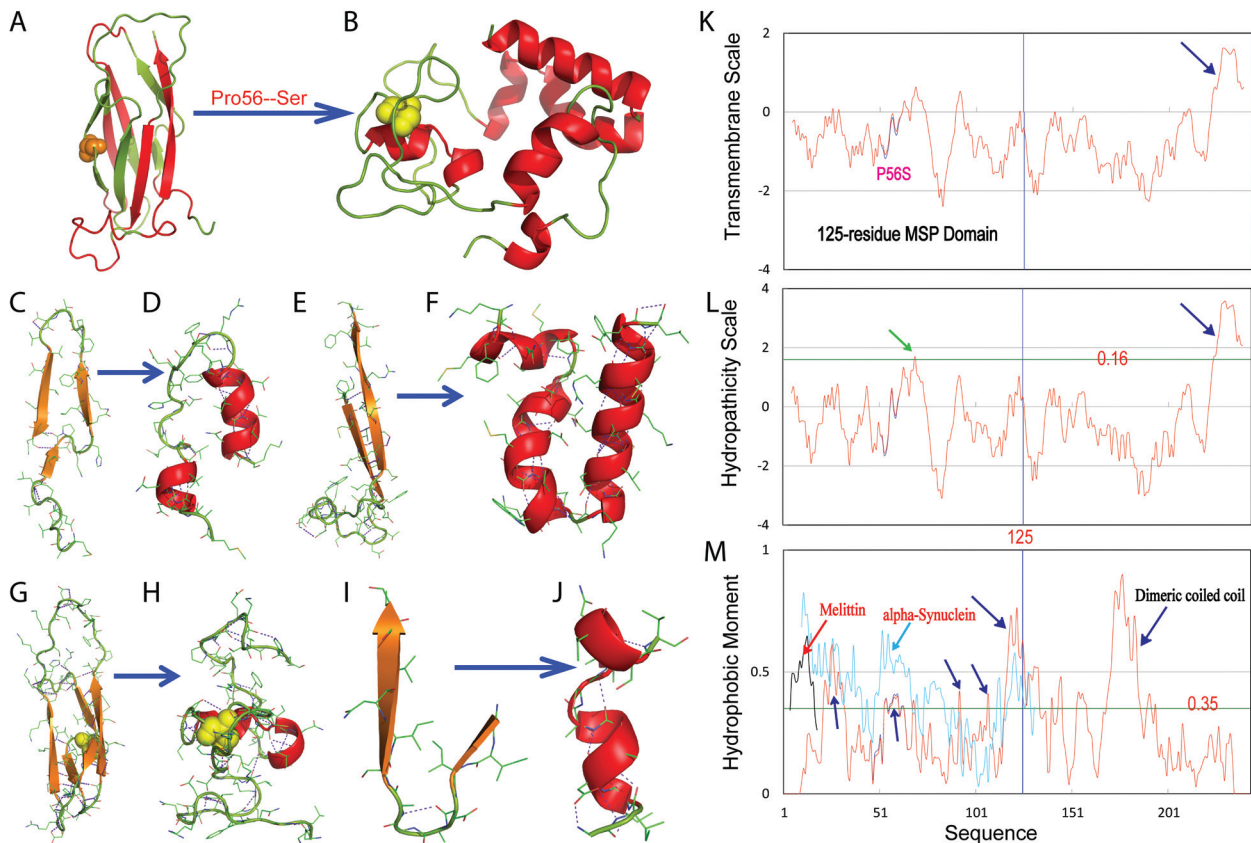 A
B
Pro56--Ser
C
D
E
F
G
H
I
J
K
Transmembrane Scale
2
0
-2
-4
P56S
125-residue MSP Domain
L
Hydropathicity Scale
4
2
0
-2
-4
0.16
125
M
Hydrophobic Moment
1
0.5
0
Melittin
alpha-Synuclein
Dimeric coiled coil
0.35
1
51
101
151
201
Sequence